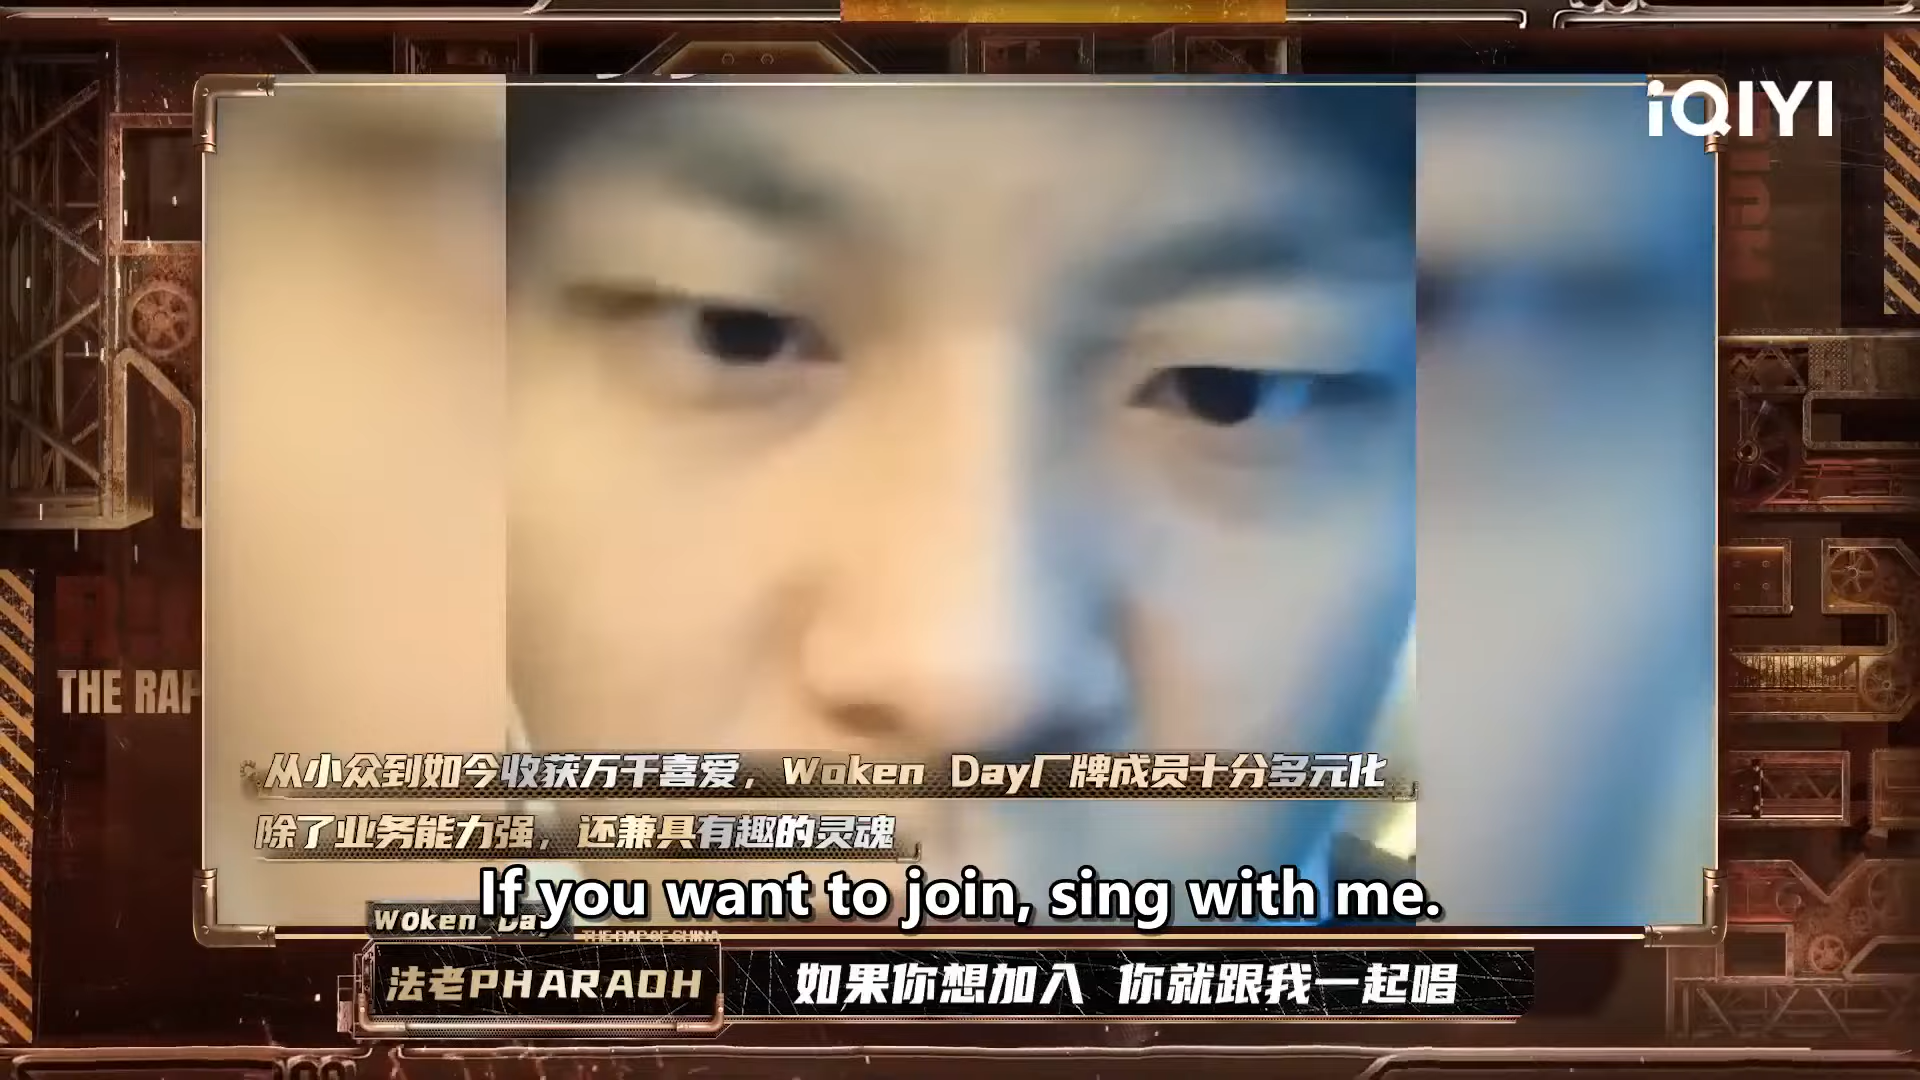 iQIYI
THE RAP
从小众到如今收获万千喜爱，Woken Day厂牌成员十分多元化
除了业务能力强，还兼具有趣的灵魂
If you want to join, sing with me.
Woken Day
THE RAP OF CHINA
法老PHARAOH
如果你想加入 你就跟我一起唱